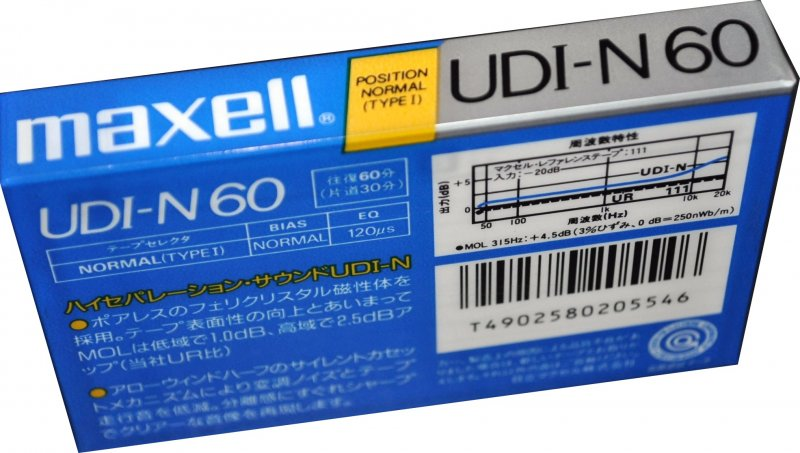 maxell®
POSITION
NORMAL
(TYPE I)
UDI-N 60
UDI-N 60
往復60分
(片道30分)
テープセレクタ
BIAS
EQ
NORMAL(TYPE I)
NORMAL
120μs
ハイセパレーション・サウンドUDI-N
●ポアレスのフェリクリスタル磁性体を
採用。テープ表面性の向上とあいまって
MOLは低域で1.0dB、高域で2.5dBア
ップ(当社UR比)
●アローウィンドハーフのサイレントカセッ
トメカニズムにより変調ノイズとテープ
走行音を低減。分離感にすぐれシャープ
でクリアーな音像を再現します。
周波数特性
マクセル・レファレンステープ:111
入力:-20dB
UDI-N
UR
111
出力(dB)
+5
0
50
100
1k
10k
20k
周波数(Hz)
●MOL 315Hz:+4.5dB(3%ひずみ、0dB=250nWb/m)
T4902580205546